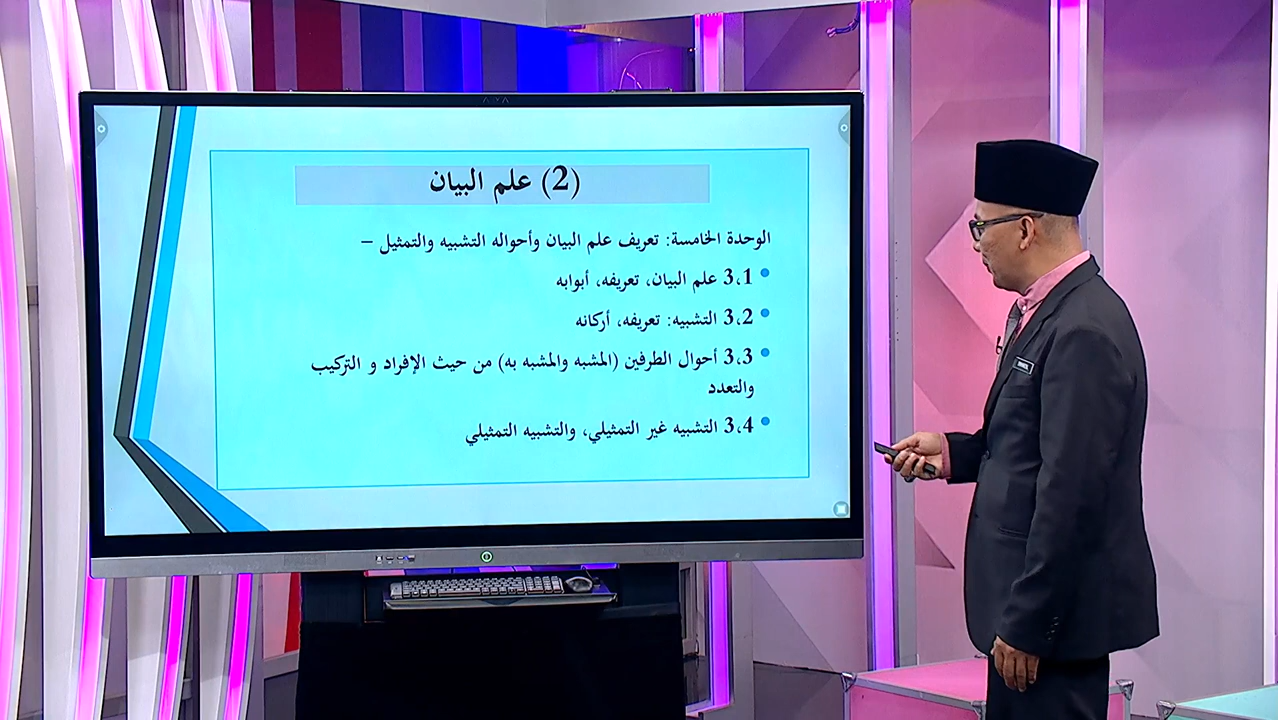 (2) علم البيان
الوحدة الخامسة: تعريف علم البيان وأحواله التشبيه والتمثيل –
3،1 علم البيان، تعريفه، أبوابه
3،2 التشبيه: تعريفه، أركانه
3،3 أحوال الطرفين (المشبه والمشبه به) من حيث الإفراد و التركيب
والتعدد
3،4 التشبيه غير التمثيلي، والتشبيه التمثيلي